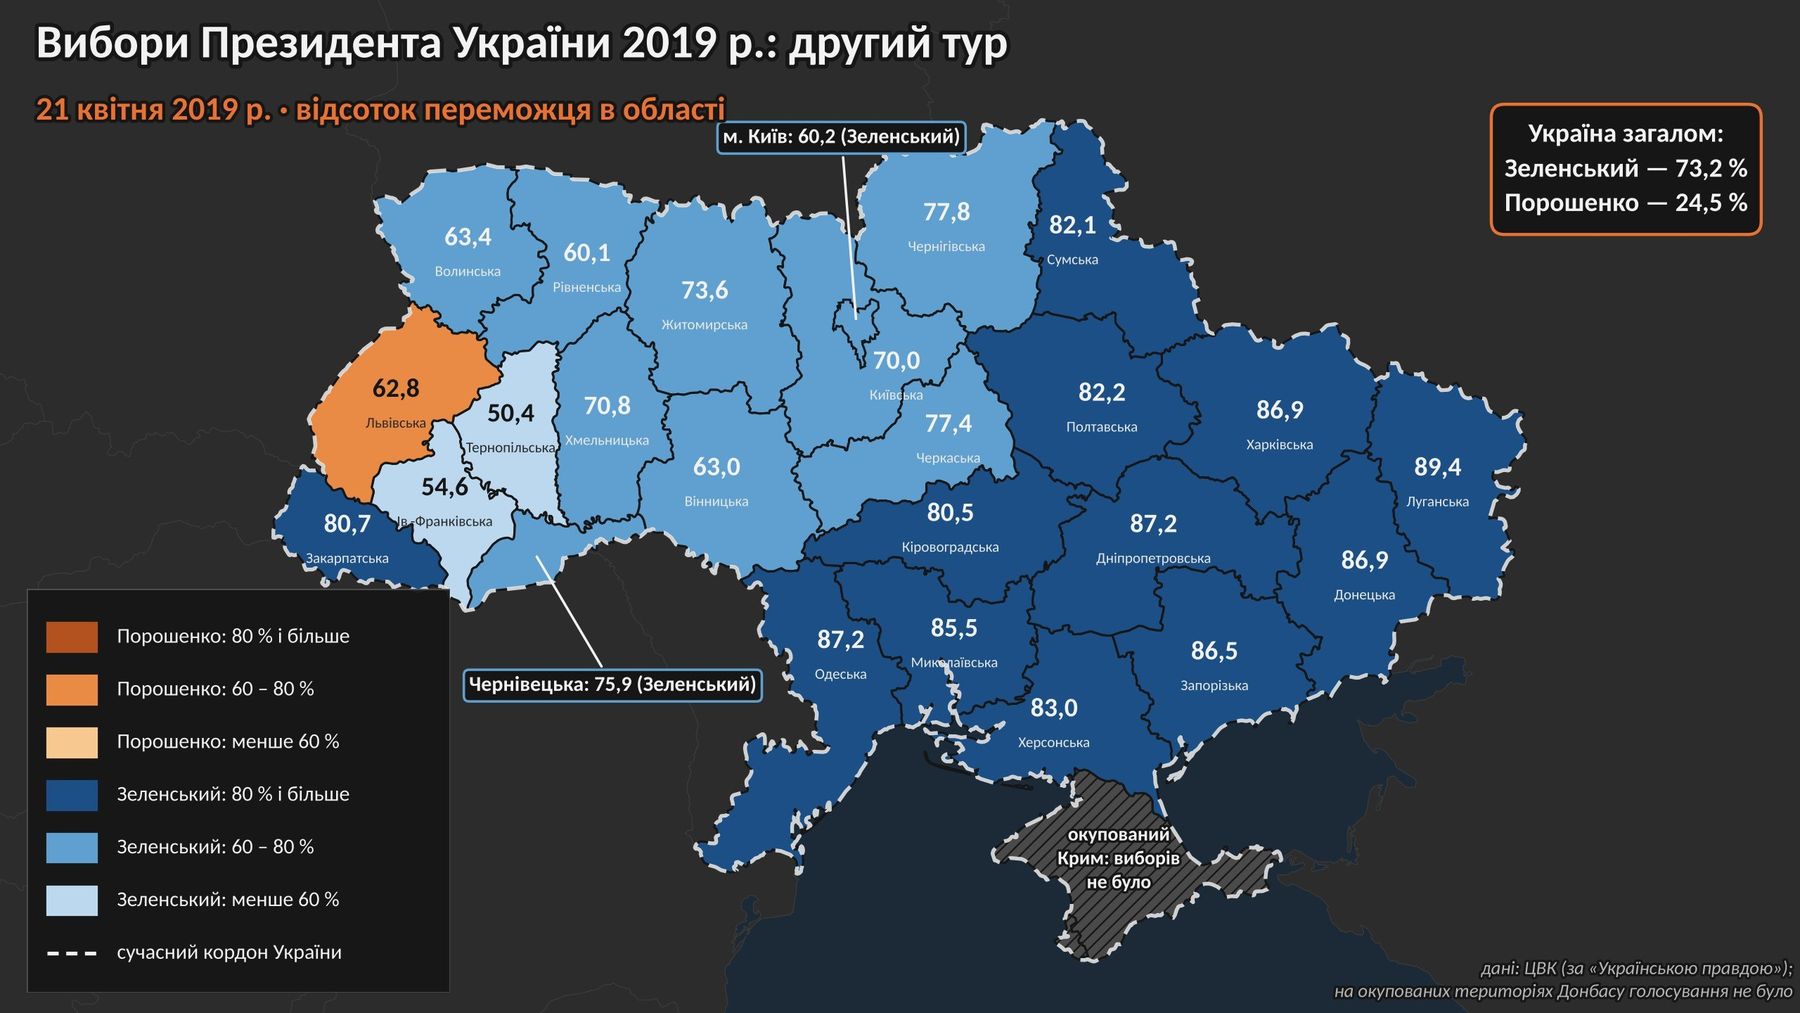 Вибори Президента України 2019 р.: другий тур
21 квітня 2019 р. · відсоток переможця в області
м. Київ: 60,2 (Зеленський)
Україна загалом:
Зеленський — 73,2 %
Порошенко — 24,5 %
77,8
Чернігівська
82,1
Сумська
63,4
Волинська
60,1
Рівненська
73,6
Житомирська
70,0
Київська
62,8
Львівська
50,4
Тернопільська
70,8
Хмельницька
77,4
Черкаська
82,2
Полтавська
86,9
Харківська
89,4
Луганська
63,0
Вінницька
54,6
Ів.-Франківська
80,7
Закарпатська
80,5
Кіровоградська
87,2
Дніпропетровська
86,9
Донецька
87,2
Одеська
85,5
Миколаївська
86,5
Запорізька
83,0
Херсонська
Чернівецька: 75,9 (Зеленський)
окупований
Крим: виборів
не було
Порошенко: 80 % і більше
Порошенко: 60 – 80 %
Порошенко: менше 60 %
Зеленський: 80 % і більше
Зеленський: 60 – 80 %
Зеленський: менше 60 %
сучасний кордон України
дані: ЦВК (за «Українською правдою»);
на окупованих територіях Донбасу голосування не було